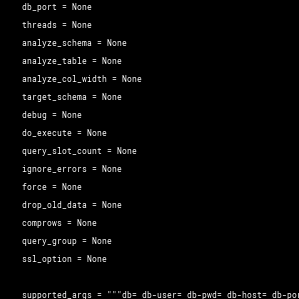 db_port = None
threads = None
analyze_schema = None
analyze_table = None
analyze_col_width = None
target_schema = None
debug = None
do_execute = None
query_slot_count = None
ignore_errors = None
force = None
drop_old_data = None
comprows = None
query_group = None
ssl_option = None
supported_args = """db= db-user= db-pwd= db-host= db-po